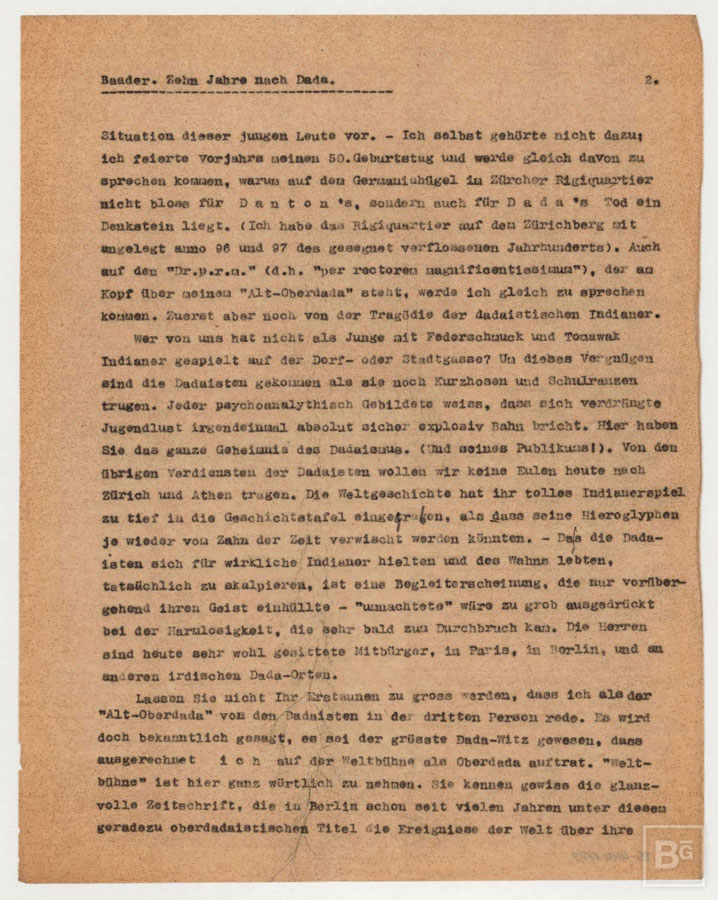 Baader. Zehn Jahre nach Dada. 2.
Situation dieser jungen Leute vor. - Ich selbst gehörte nicht dazu;
ich feierte vorjahrs meinen 50.Geburtstag und werde gleich davon zu
sprechen kommen, warum auf dem Germaniahügel im Zürcher Rigiquartier
nicht bloss für D a n t o n 's, sondern auch für D a d a 's Tod ein
Denkstein liegt. (Ich habe das Rigiquartier auf dem Zürichberg mit
angelegt anno 96 und 97 des gesegnet verflossenen Jahrhunderts). Auch
auf den "Dr.p.r.m." (d.h. "per rectorem magnificentissimum"), der am
Kopf über meinem "Alt-Oberdada" steht, werde ich gleich zu sprechen
kommen. Zuerst aber noch von der Tragödie der dadaistischen Indianer.
Wer von uns hat nicht als Junge mit Federschmuck und Tomawak
Indianer gespielt auf der Dorf- oder Stadtgasse? Um dieses Vergnügen
sind die Dadaisten gekommen als sie noch Kurzhosen und Schulranzen
trugen. Jeder psychoanalythisch Gebildete weiss, dass sich verdrängte
Jugendlust irgendeinmal absolut sicher explosiv Bahn bricht. Hier haben
Sie das ganze Geheimnis des Dadaismus. (Und seines Publikums!). Von den
übrigen Verdiensten der Dadaisten wollen wir keine Eulen heute nach
Zürich und Athen tragen. Die Weltgeschichte hat ihr tolles Indianerspiel
zu tief in die Geschichtstafel eingegraben, als dass seine Hieroglyphen
je wieder vom Zahn der Zeit verwischt werden könnten. - Dass die Dada-
isten sich für wirkliche Indianer hielten und des Wahns lebten,
tatsächlich zu skalpieren, ist eine Begleiterscheinung, die nur vorüber-
gehend ihren Geist einhüllte - "umnachtete" wäre zu grob ausgedrückt
bei der Harmlosigkeit, die sehr bald zum Durchbruch kam. Die Herren
sind heute sehr wohl gesittete Mitbürger, in Paris, in Berlin, und an
anderen irdischen Dada-Orten.
Lassen Sie nicht Ihr Erstaunen zu gross werden, dass ich als der
"Alt-Oberdada" von den Dadaisten in der dritten Person rede. Es wird
doch bekanntlich gesagt, es sei der grösste Dada-Witz gewesen, dass
ausgerechnet i c h auf der Weltbühne als Oberdada auftrat. "Welt-
bühne" ist hier ganz wörtlich zu nehmen. Sie kennen gewiss die glanz-
volle Zeitschrift, die in Berlin schon seit vielen Jahren unter diesem
geradezu oberdadaistischen Titel die Ereignisse der Welt über ihre
BG